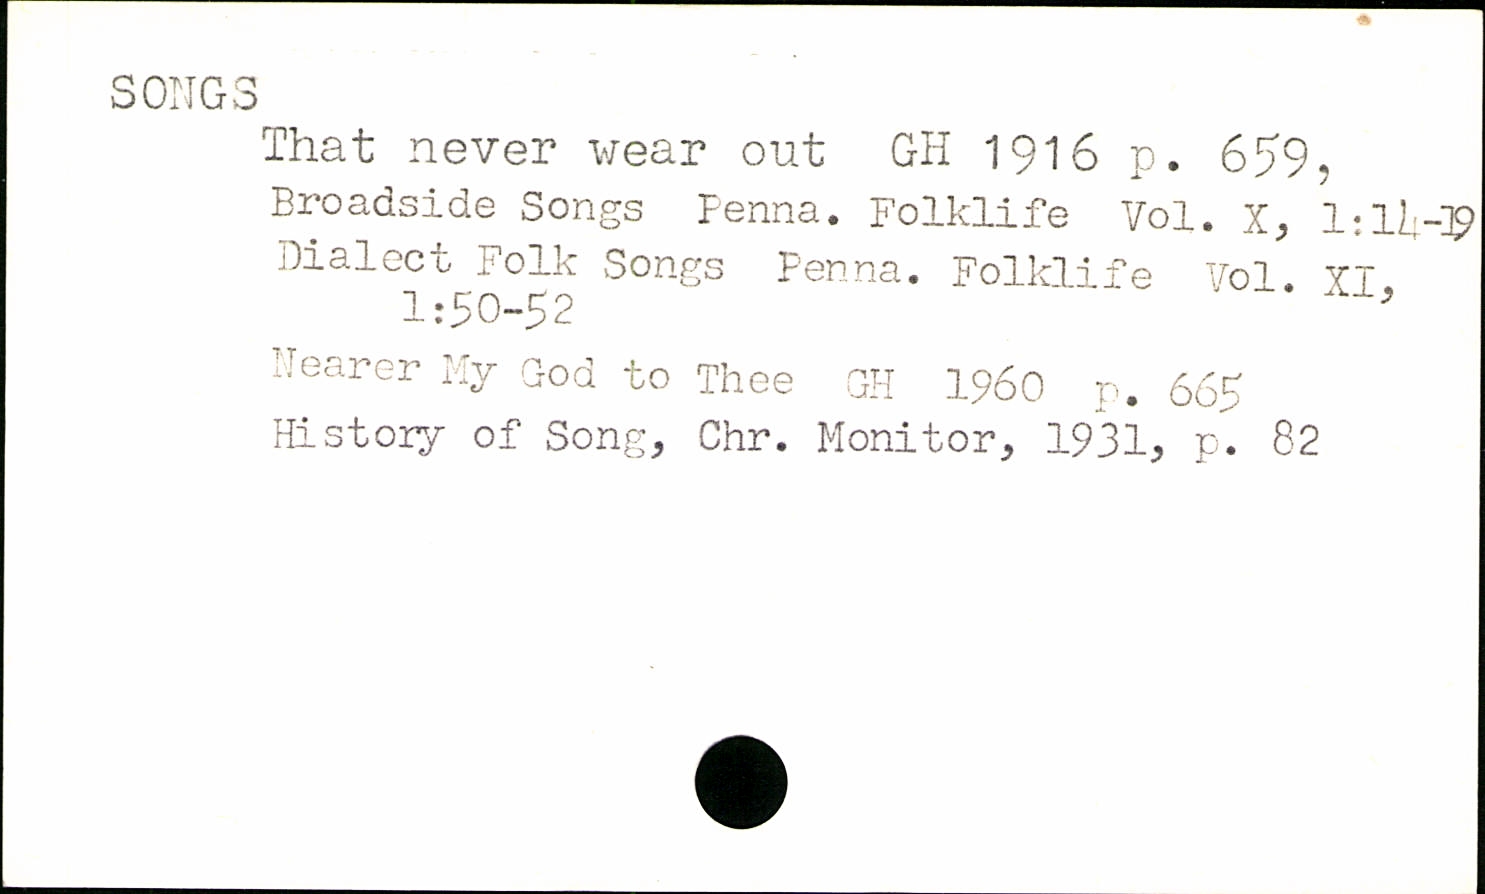 SONGS
That never wear out GH 1916 p. 659,
Broadside Songs Penna. Folklife Vol. X, 1:14-19
Dialect Folk Songs Penna. Folklife Vol. XI,
1:50-52
Nearer My God to Thee GH 1960 p. 665
History of Song, Chr. Monitor, 1931, p. 82